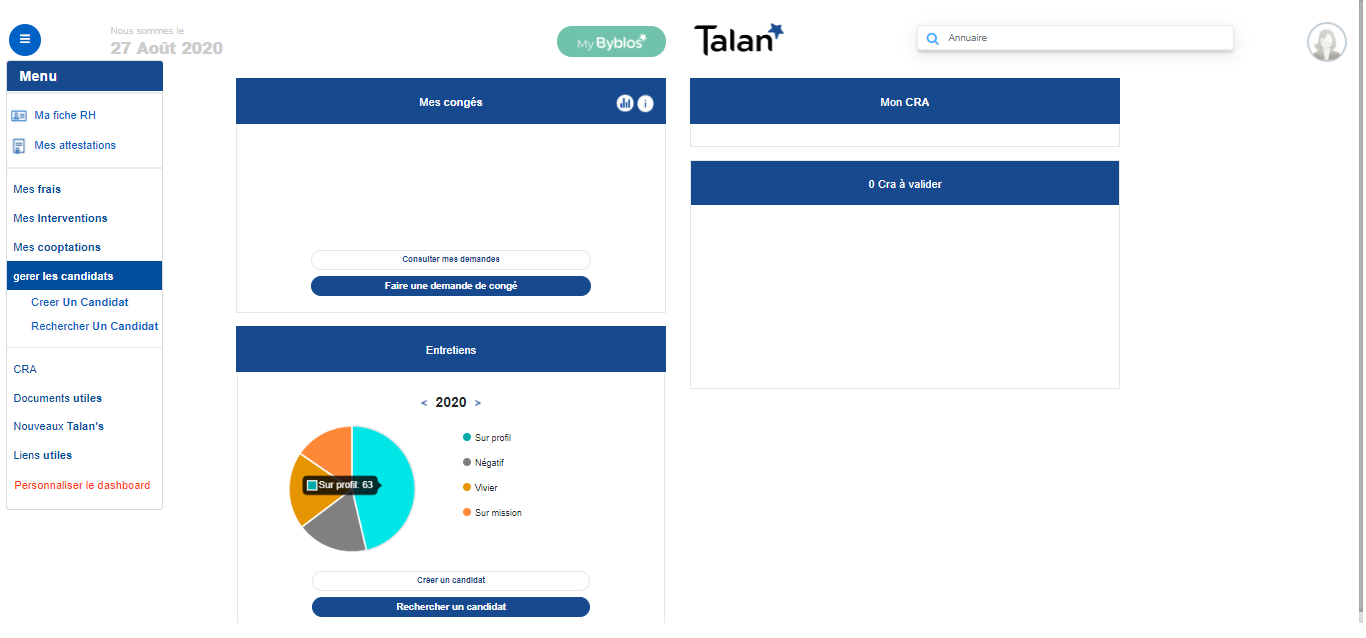 Nous sommes le
27 Août 2020
My Byblos
Talan
Annuaire
Menu
Ma fiche RH
Mes attestations
Mes frais
Mes Interventions
Mes cooptations
gerer les candidats
Creer Un Candidat
Rechercher Un Candidat
CRA
Documents utiles
Nouveaux Talan's
Liens utiles
Personnaliser le dashboard
Mes congés
i
Consulter mes demandes
Faire une demande de congé
Entretiens
< 2020 >
Sur profil: 63
Sur profil
Négatif
Vivier
Sur mission
Créer un candidat
Rechercher un candidat
Mon CRA
0 Cra à valider